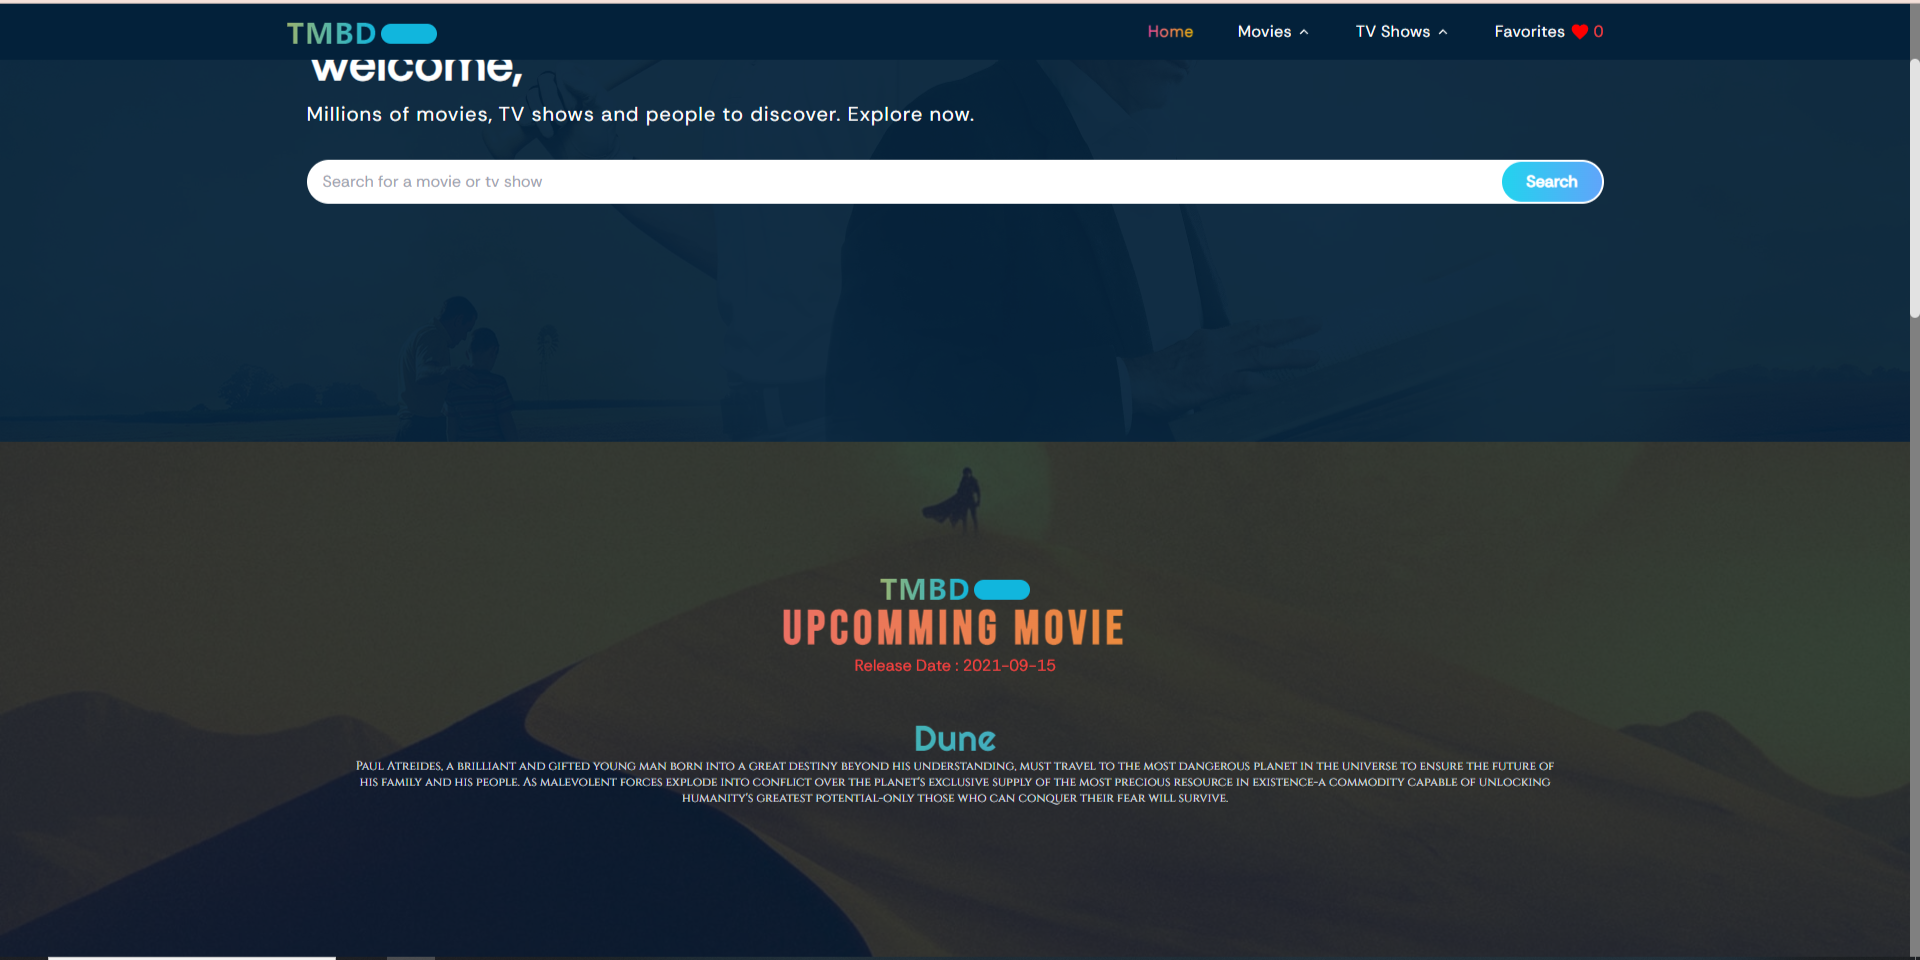 TMBD
Home Movies TV Shows Favorites 0
welcome,
Millions of movies, TV shows and people to discover. Explore now.
Search for a movie or tv show Search
TMBD
UPCOMMING MOVIE
Release Date : 2021-09-15
Dune
Paul Atreides, a brilliant and gifted young man born into a great destiny beyond his understanding, must travel to the most dangerous planet in the universe to ensure the future of
his family and his people. As malevolent forces explode into conflict over the planet's exclusive supply of the most precious resource in existence-a commodity capable of unlocking
humanity's greatest potential-only those who can conquer their fear will survive.